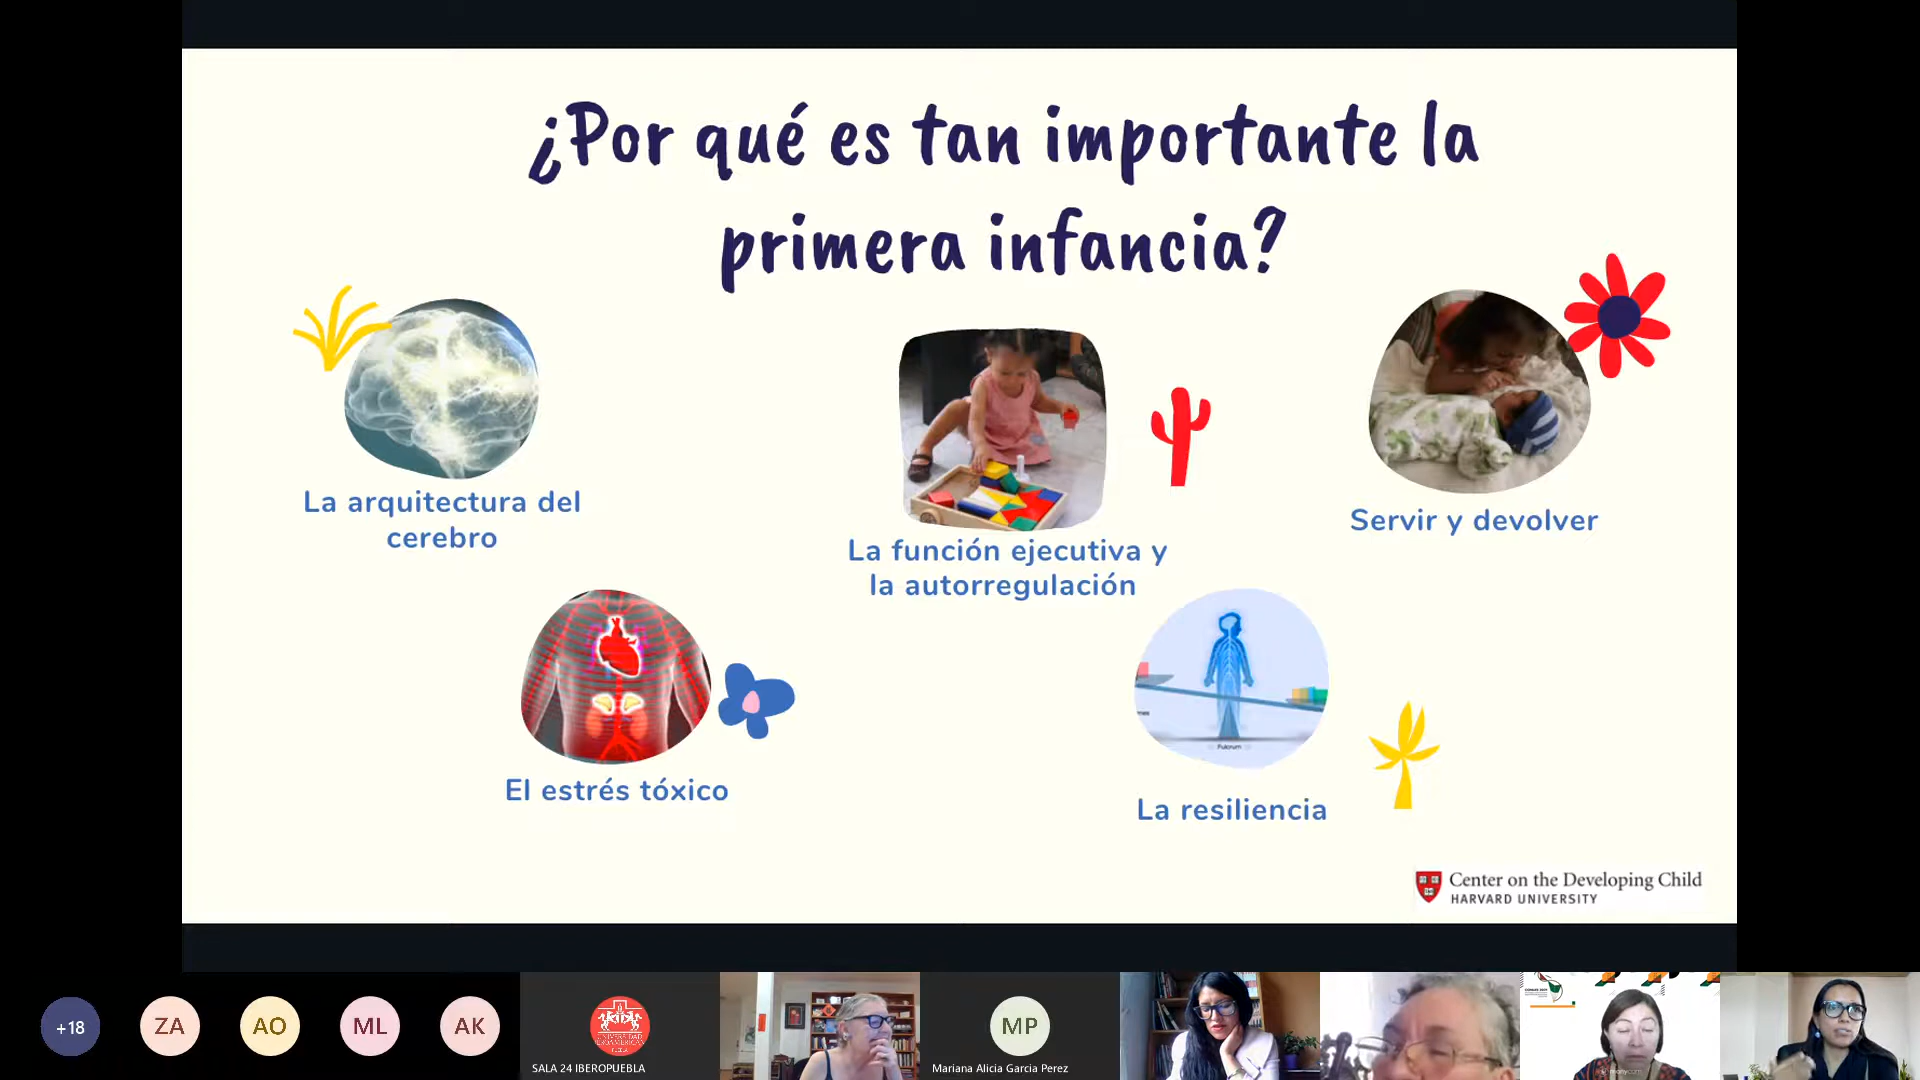 ¿Por qué es tan importante la
primera infancia?
La arquitectura del
cerebro
La función ejecutiva y
la autorregulación
Servir y devolver
El estrés tóxico
Fulcrum
La resiliencia
Center on the Developing Child
HARVARD UNIVERSITY
+18
ZA
AO
ML
AK
SALA 24 IBEROPUEBLA
MP
Mariana Alicia Garcia Perez